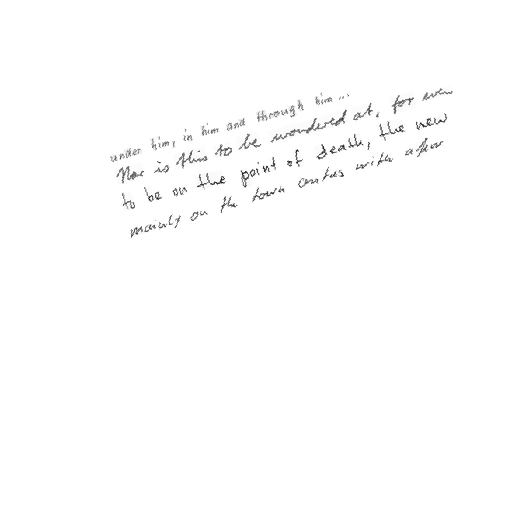 under him, in him and through him...
Nor is this to be wondered at, for even
to be on the point of death, the new
mainly on the town centres with a few